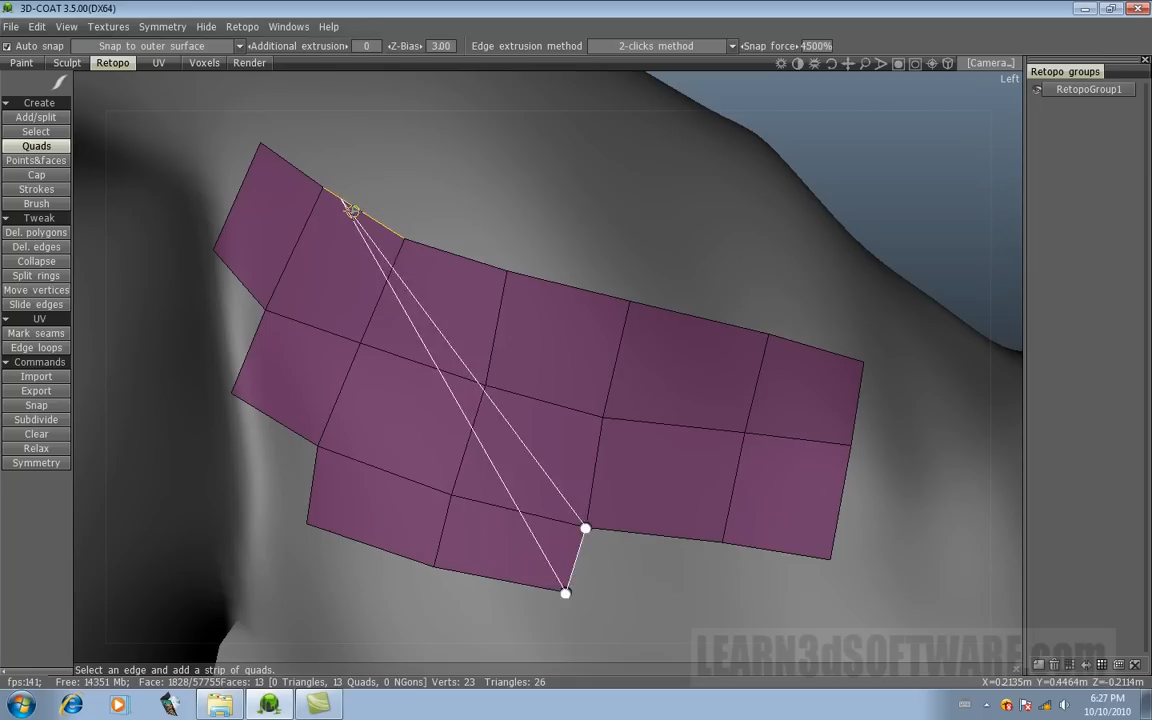 3D-COAT 3.5.00(DX64)
File Edit View Textures Symmetry Hide Retopo Windows Help
Auto snap Snap to outer surface Additional extrusion 0 Z-Bias 3.00 Edge extrusion method 2-clicks method Snap force 4500%
Paint Sculpt Retopo UV Voxels Render [Camera..]
Retopo groups
Left
RetopoGroup1
Create
Add/split
Select
Quads
Points&faces
Cap
Strokes
Brush
Tweak
Del. polygons
Del. edges
Collapse
Split rings
Move vertices
Slide edges
UV
Mark seams
Edge loops
Commands
Import
Export
Snap
Subdivide
Clear
Relax
Symmetry
LEARN3dSOFTWARE.com
Select an edge and add a strip of quads.
fps:141; Free: 14351 Mb, Face: 1828/57755Faces: 13 [0 Triangles, 13 Quads, 0 NGons] Verts: 23 Triangles: 26 X=0.2135m Y=0.4464m Z=-0.2114m
6:27 PM
10/10/2010